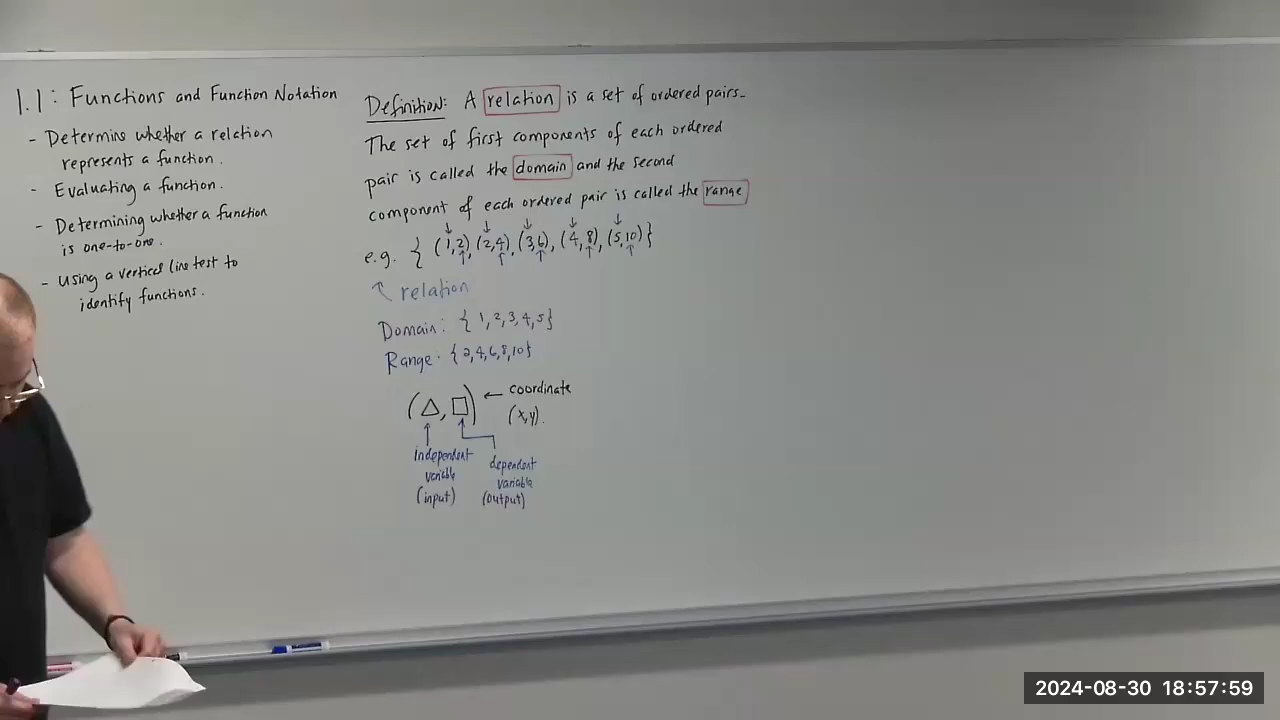 1.1: Functions and Function Notation
- Determine whether a relation
represents a function.
- Evaluating a function.
- Determining whether a function
is one-to-one.
- Using a vertical line test to
identify functions.
Definition: A relation is a set of ordered pairs.
The set of first components of each ordered
pair is called the domain and the second
component of each ordered pair is called the range
e.g. { (1,2), (2,4), (3,6), (4,8), (5,10) }
↖ relation
Domain: { 1, 2, 3, 4, 5 }
Range: { 2, 4, 6, 8, 10 }
(△, □) ← coordinate
(x,y).
independent
variable
(input)
dependent
variable
(output)
2024-08-30 18:57:59